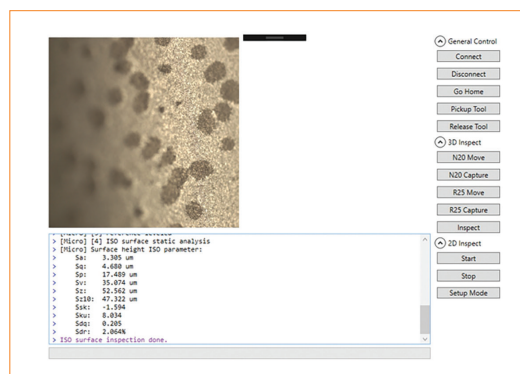 General Control
Connect
Disconnect
Go Home
Pickup Tool
Release Tool
3D Inspect
N20 Move
N20 Capture
R25 Move
R25 Capture
Inspect
2D Inspect
Start
Stop
Setup Mode
> [Micro] [4] ISO surface static analysis
> [Micro] Surface height ISO parameter:
> Sa: 3.305 um
> Sq: 4.680 um
> Sp: 17.489 um
> Sv: 35.074 um
> Sz: 52.562 um
> Sz10: 47.322 um
> Ssk: -1.594
> Sku: 8.034
> Sdq: 0.205
> Sdr: 2.064%
> ISO surface inspection done.